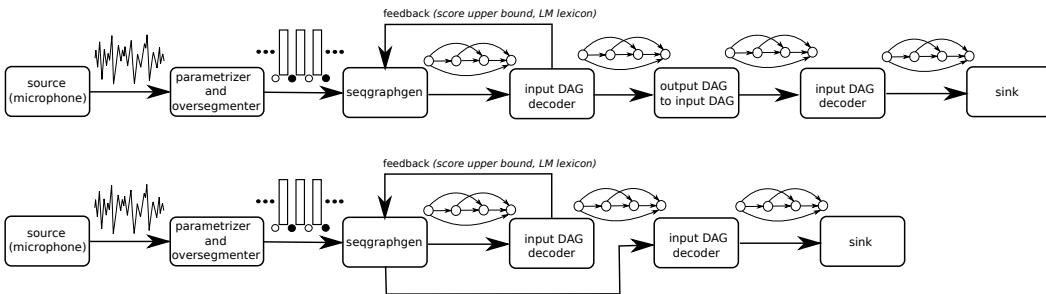 feedback (score upper bound, LM lexicon)
source
(microphone)
parametrizer
and
oversegmenter
seqgraphgen
input DAG
decoder
output DAG
to input DAG
input DAG
decoder
sink
feedback (score upper bound, LM lexicon)
source
(microphone)
parametrizer
and
oversegmenter
seqgraphgen
input DAG
decoder
input DAG
decoder
sink